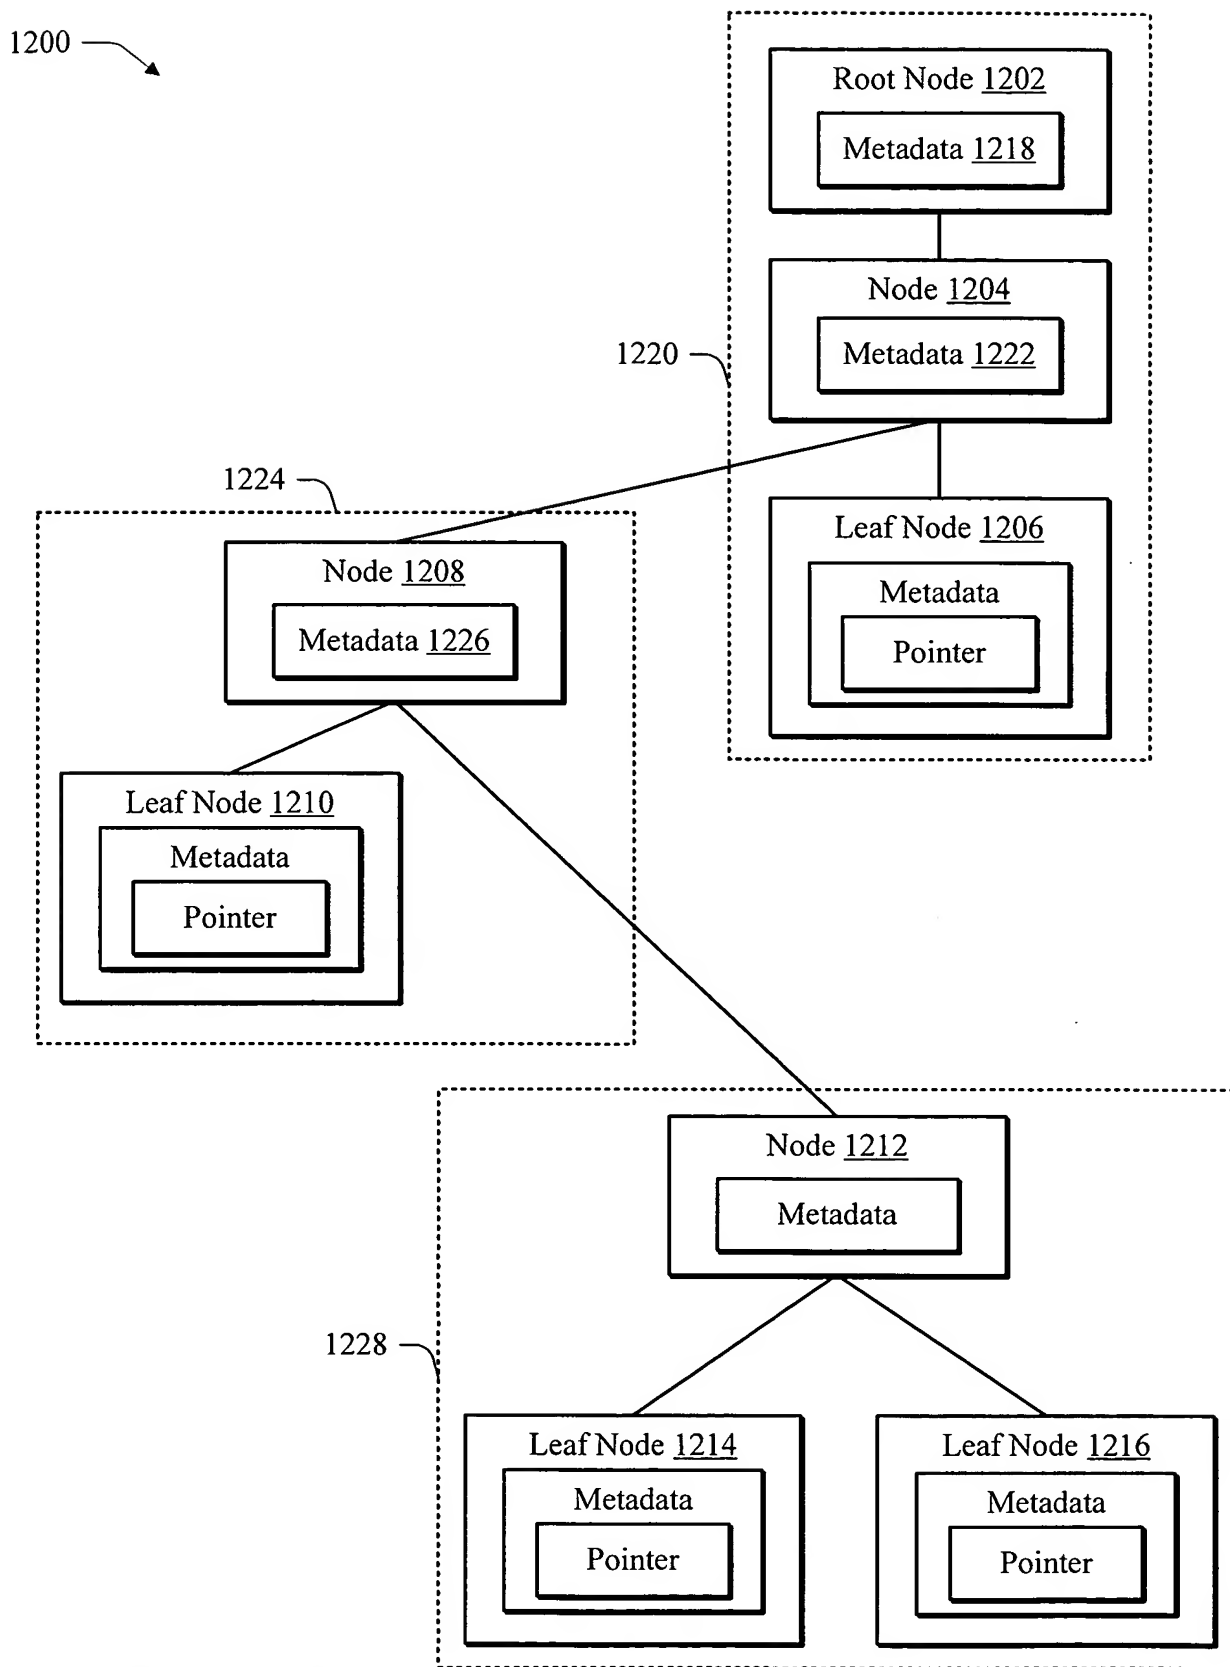 1200
Root Node 1202
Metadata 1218
Node 1204
Metadata 1222
1220
1224
Leaf Node 1206
Metadata
Pointer
Node 1208
Metadata 1226
Leaf Node 1210
Metadata
Pointer
Node 1212
Metadata
1228
Leaf Node 1214
Metadata
Pointer
Leaf Node 1216
Metadata
Pointer